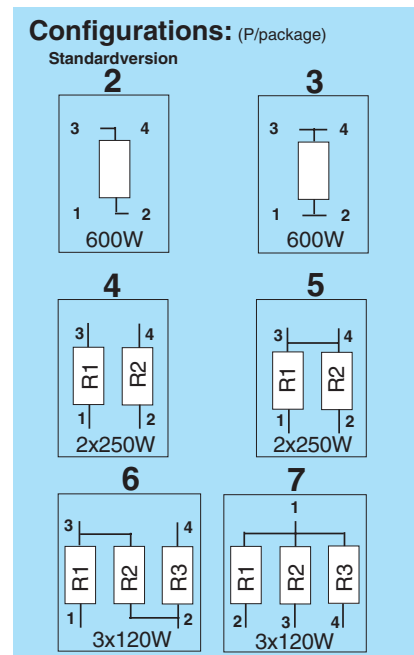 Configurations: (P/package)
Standardversion
2
3
3 4
1 2
600W
3 4
1 2
600W
4
5
3 4
R1 R2
1 2
2x250W
3 4
R1 R2
1 2
2x250W
6
7
3 4
R1 R2 R3
1 2
3x120W
1
R1 R2 R3
2 3 4
3x120W